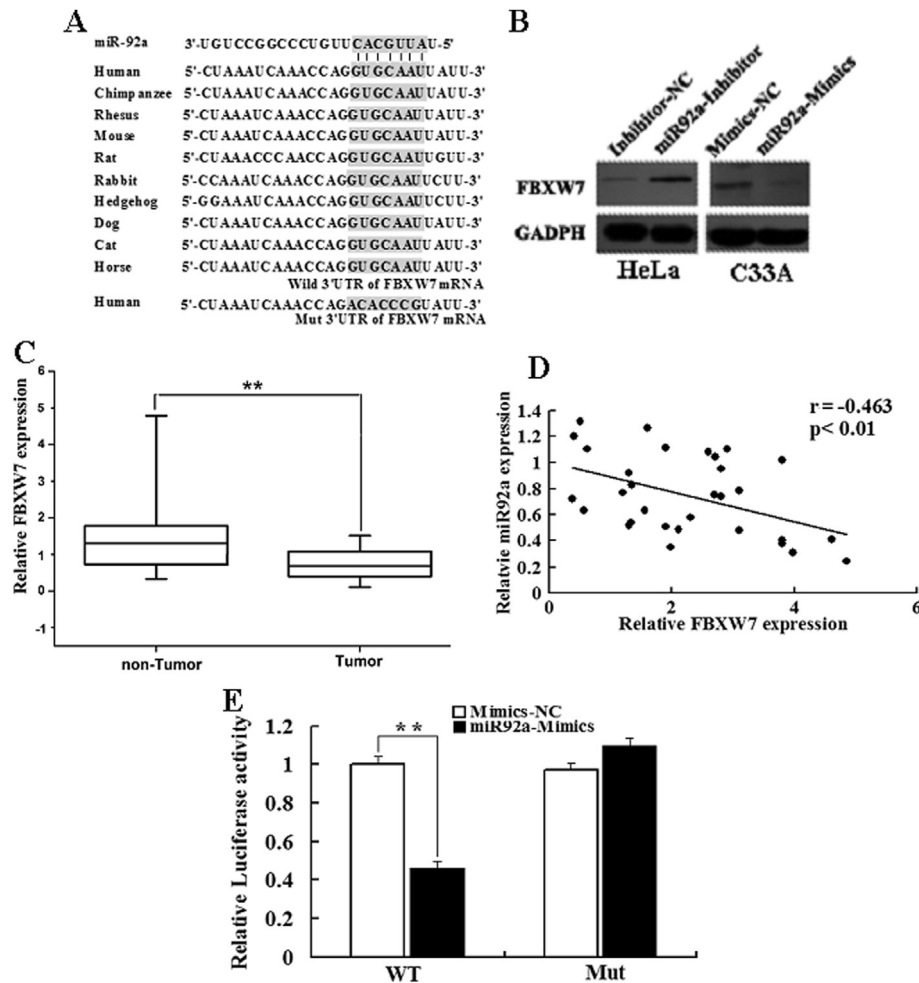 A
miR-92a 3'-UGUCCGGCCCUGUUCACGUUAU-5'
Human 5'-CUAAAUCAAACCAGGUGCAAUUAUU-3'
Chimpanzee 5'-CUAAAUCAAACCAGGUGCAAUUAUU-3'
Rhesus 5'-CUAAAUCAAACCAGGUGCAAUUAUU-3'
Mouse 5'-CUAAAUCAAACCAGGUGCAAUUAUU-3'
Rat 5'-CUAAACCCAAACCAGGUGCAAUUGUU-3'
Rabbit 5'-CCAAAUCAAACCAGGUGCAAUUCUU-3'
Hedgehog 5'-GGAAAUCAAACCAGGUGCAAUUCUU-3'
Dog 5'-CUAAAUCAAACCAGGUGCAAUUAUU-3'
Cat 5'-CUAAAUCAAACCAGGUGCAAUUAUU-3'
Horse 5'-CUAAAUCAAACCAGGUGCAAUUAUU-3'
Wild 3'UTR of FBXW7 mRNA
Human 5'-CUAAAUCAAACCAGACACCCGUAUU-3'
Mut 3'UTR of FBXW7 mRNA
B
Inhibitor-NC
miR92a-Inhibitor
Mimics-NC
miR92a-Mimics
FBXW7
GADPH
HeLa C33A
C
Relative FBXW7 expression
6
5
4
3
2
1
0
-1
**
non-Tumor Tumor
D
Relatvie miR92a expression
1.4
1.2
1
0.8
0.6
0.4
0.2
0
r = -0.463
p< 0.01
0 2 4 6
Relative FBXW7 expression
E
Relative Luciferase activity
Mimics-NC
miR92a-Mimics
1.2
1
0.8
0.6
0.4
0.2
0
**
WT Mut